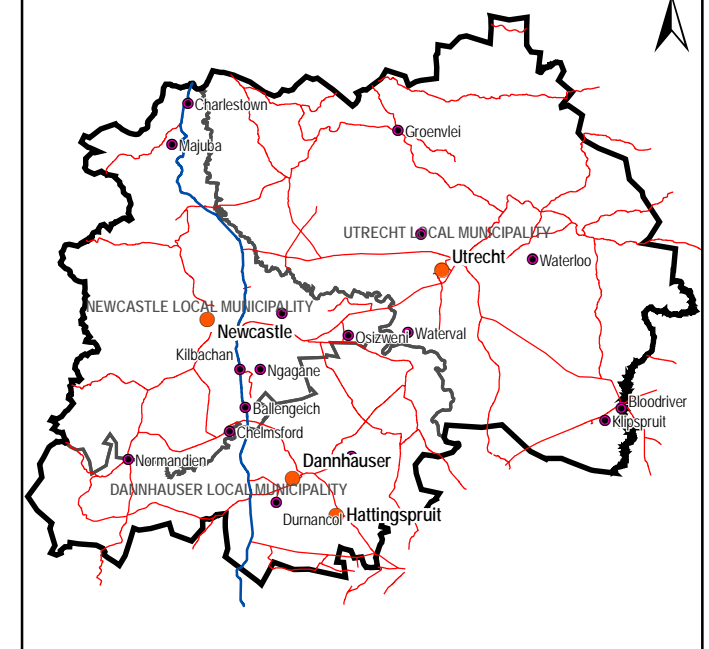 Charlestown
Groenvlei
Majuba
UTRECHT LOCAL MUNICIPALITY
Utrecht
Waterloo
NEWCASTLE LOCAL MUNICIPALITY
Newcastle
Osizweni
Waterval
Kilbachan
Ngagane
Ballengeich
Bloodriver
Klipspruit
Chelmsford
Normandien
Dannhauser
DANNHAUSER LOCAL MUNICIPALITY
Durnancol
Hattingspruit